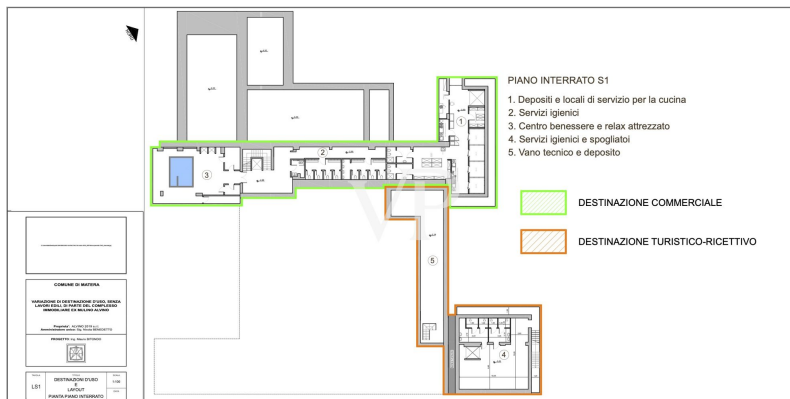 PIANO INTERRATO S1
1. Depositi e locali di servizio per la cucina
2. Servizi igienici
3. Centro benessere e relax attrezzato
4. Servizi igienici e spogliatoi
5. Vano tecnico e deposito
DESTINAZIONE COMMERCIALE
DESTINAZIONE TURISTICO-RICETTIVO
1
2
3
5
4
VP
COMUNE DI MATERA
VARIAZIONE DI DESTINAZIONE D'USO, SENZA
LAVORI EDILI, DI PARTE DEL COMPLESSO
IMMOBILIARE EX MULINO ALVINO
LS1
DESTINAZIONI D'USO
E
LAYOUT
PIANTA PIANO INTERRATO